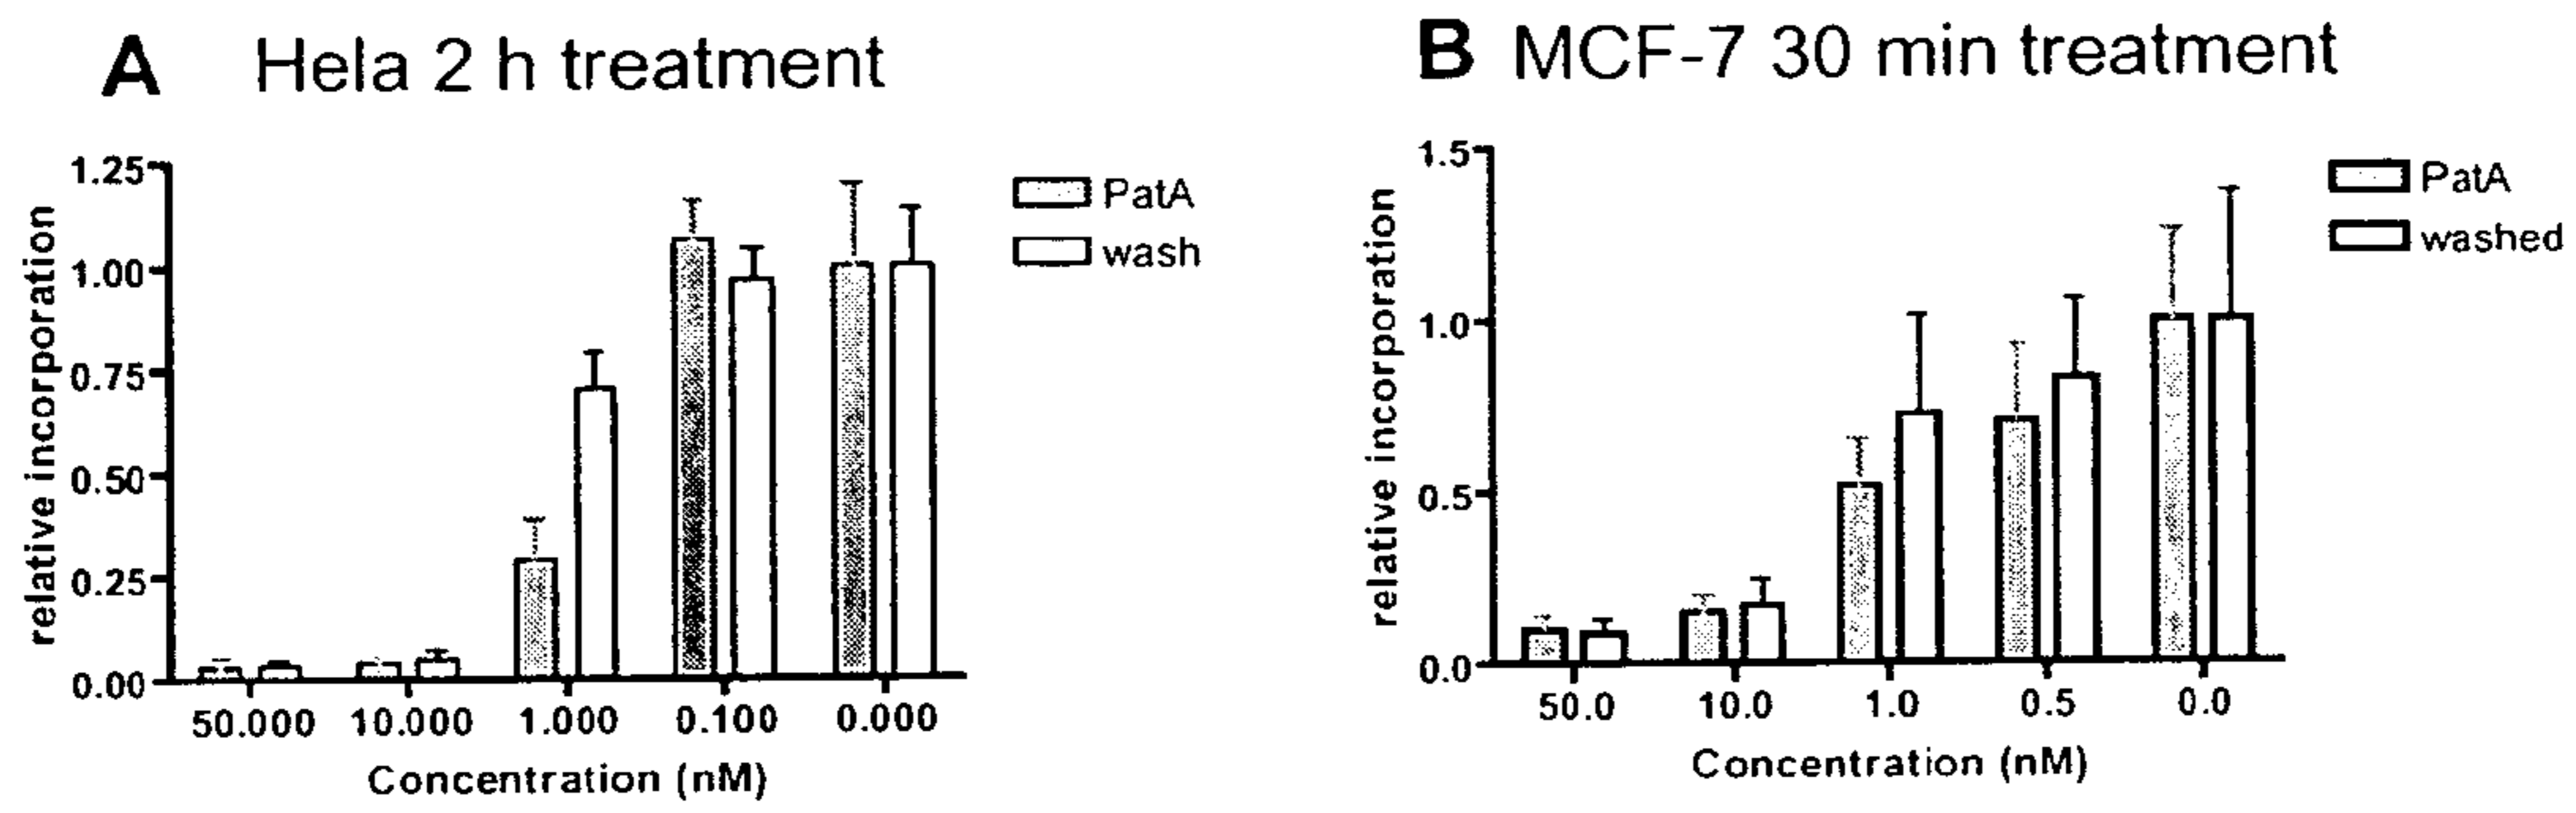 A Hela 2 h treatment
1.25
1.00
0.75
0.50
0.25
0.00
relative incorporation
50.000 10.000 1.000 0.100 0.000
Concentration (nM)
PatA
wash
B MCF-7 30 min treatment
1.5
1.0
0.5
0.0
relative incorporation
50.0 10.0 1.0 0.5 0.0
Concentration (nM)
PatA
washed